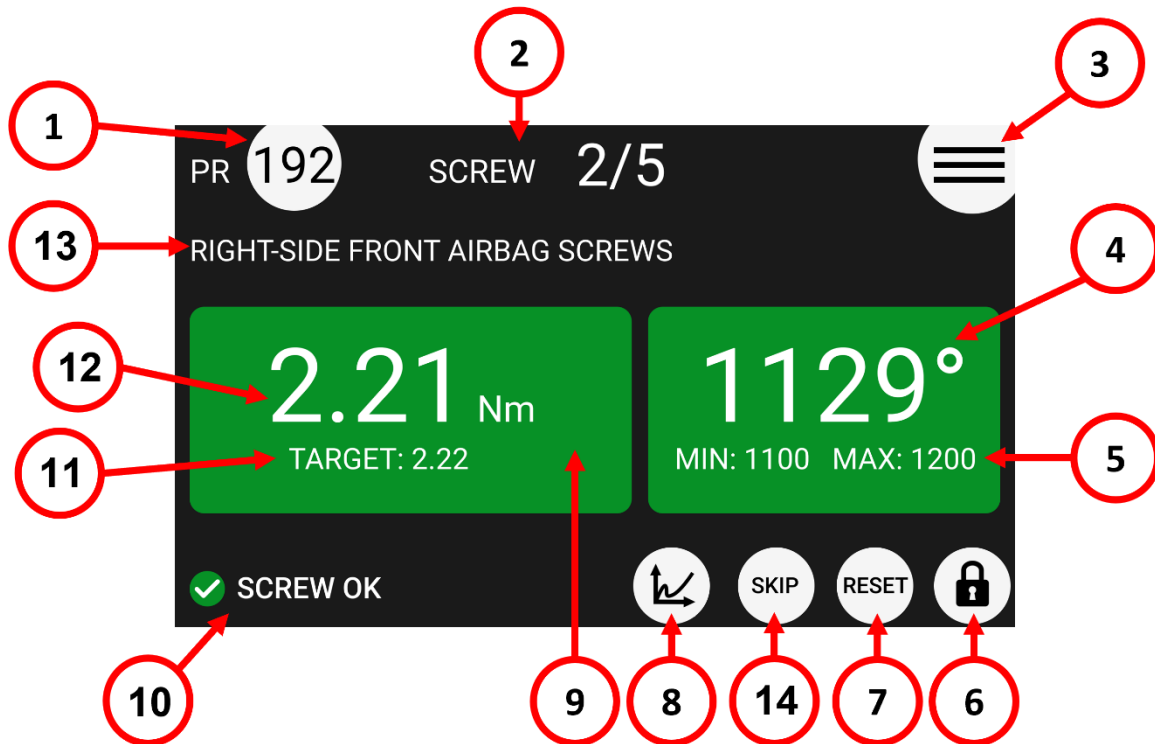 2
3
1
PR 192 SCREW 2/5
13
RIGHT-SIDE FRONT AIRBAG SCREWS
4
12
2.21 Nm
1129°
11
TARGET: 2.22
MIN: 1100 MAX: 1200
5
SCREW OK
SKIP
RESET
10
9
8
14
7
6